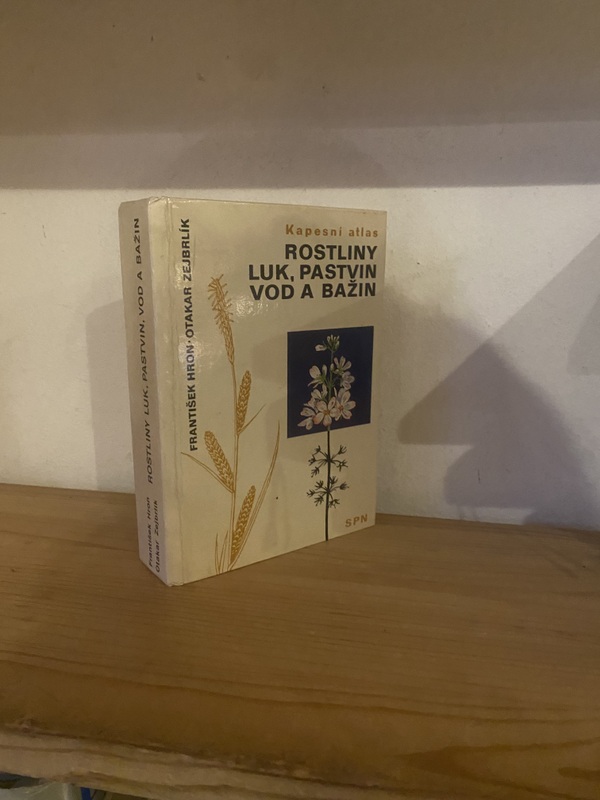 Kapesní atlas
ROSTLINY
LUK, PASTVIN
VOD A BAŽIN
FRANTIŠEK HRON · OTAKAR ZEJBRLÍK
SPN
František Hron
Otakar Zejbrlík
ROSTLINY LUK, PASTVIN, VOD A BAŽIN